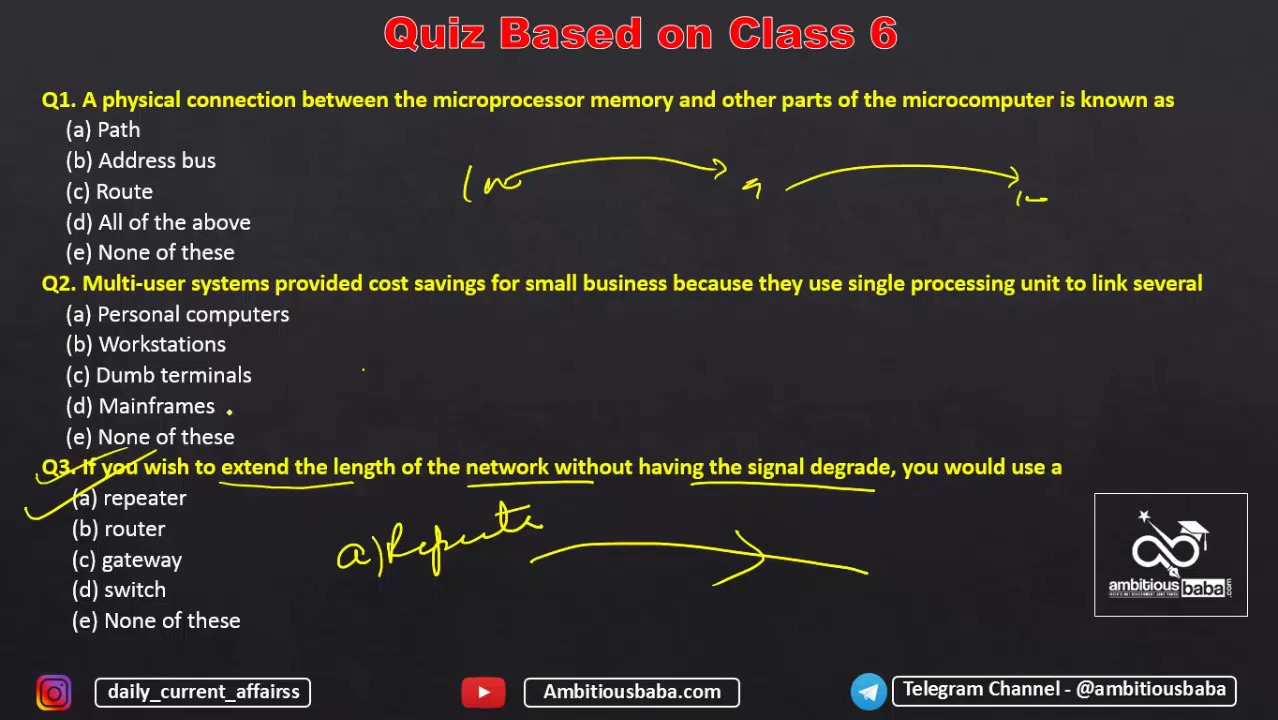 Quiz Based on Class 6
Q1. A physical connection between the microprocessor memory and other parts of the microcomputer is known as
(a) Path
(b) Address bus
(c) Route
(d) All of the above
(e) None of these
Q2. Multi-user systems provided cost savings for small business because they use single processing unit to link several
(a) Personal computers
(b) Workstations
(c) Dumb terminals
(d) Mainframes
(e) None of these
Q3. If you wish to extend the length of the network without having the signal degrade, you would use a
(a) repeater
(b) router
(c) gateway
(d) switch
(e) None of these
a)
ambitiousbaba.com
daily_current_affairss
Ambitiousbaba.com
Telegram Channel - @ambitiousbaba